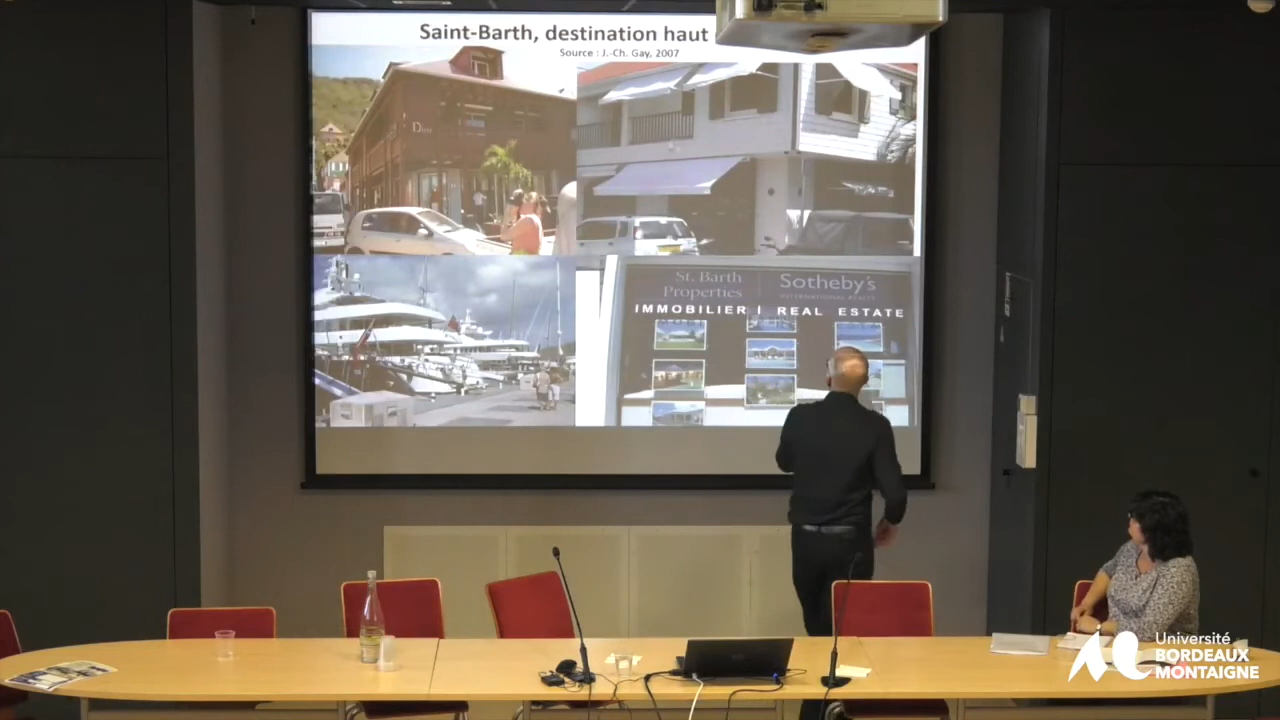 Saint-Barth, destination haut
Source : J.-Ch. Gay, 2007
Dior
St. Barth
Properties
Sotheby's
INTERNATIONAL REALTY
IMMOBILIER | REAL ESTATE
Université
BORDEAUX
MONTAIGNE